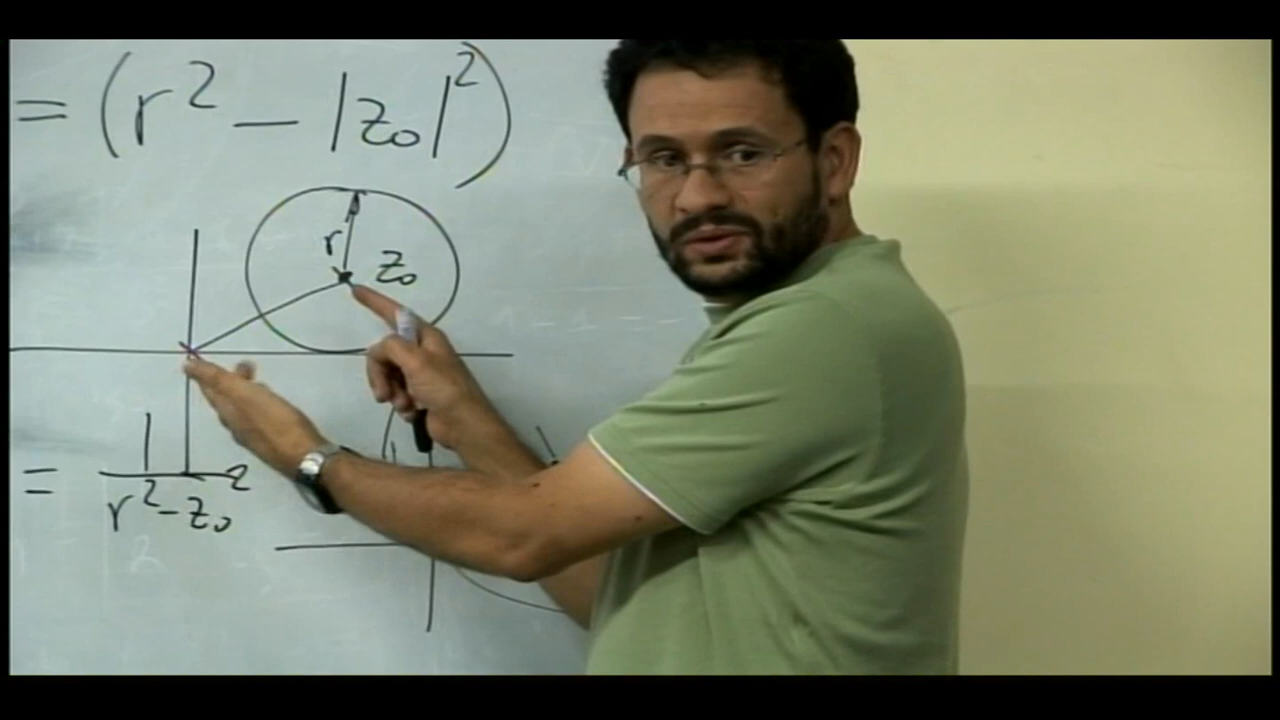 = (r² - |z₀|²)
r
z₀
= 1
r² - z₀²